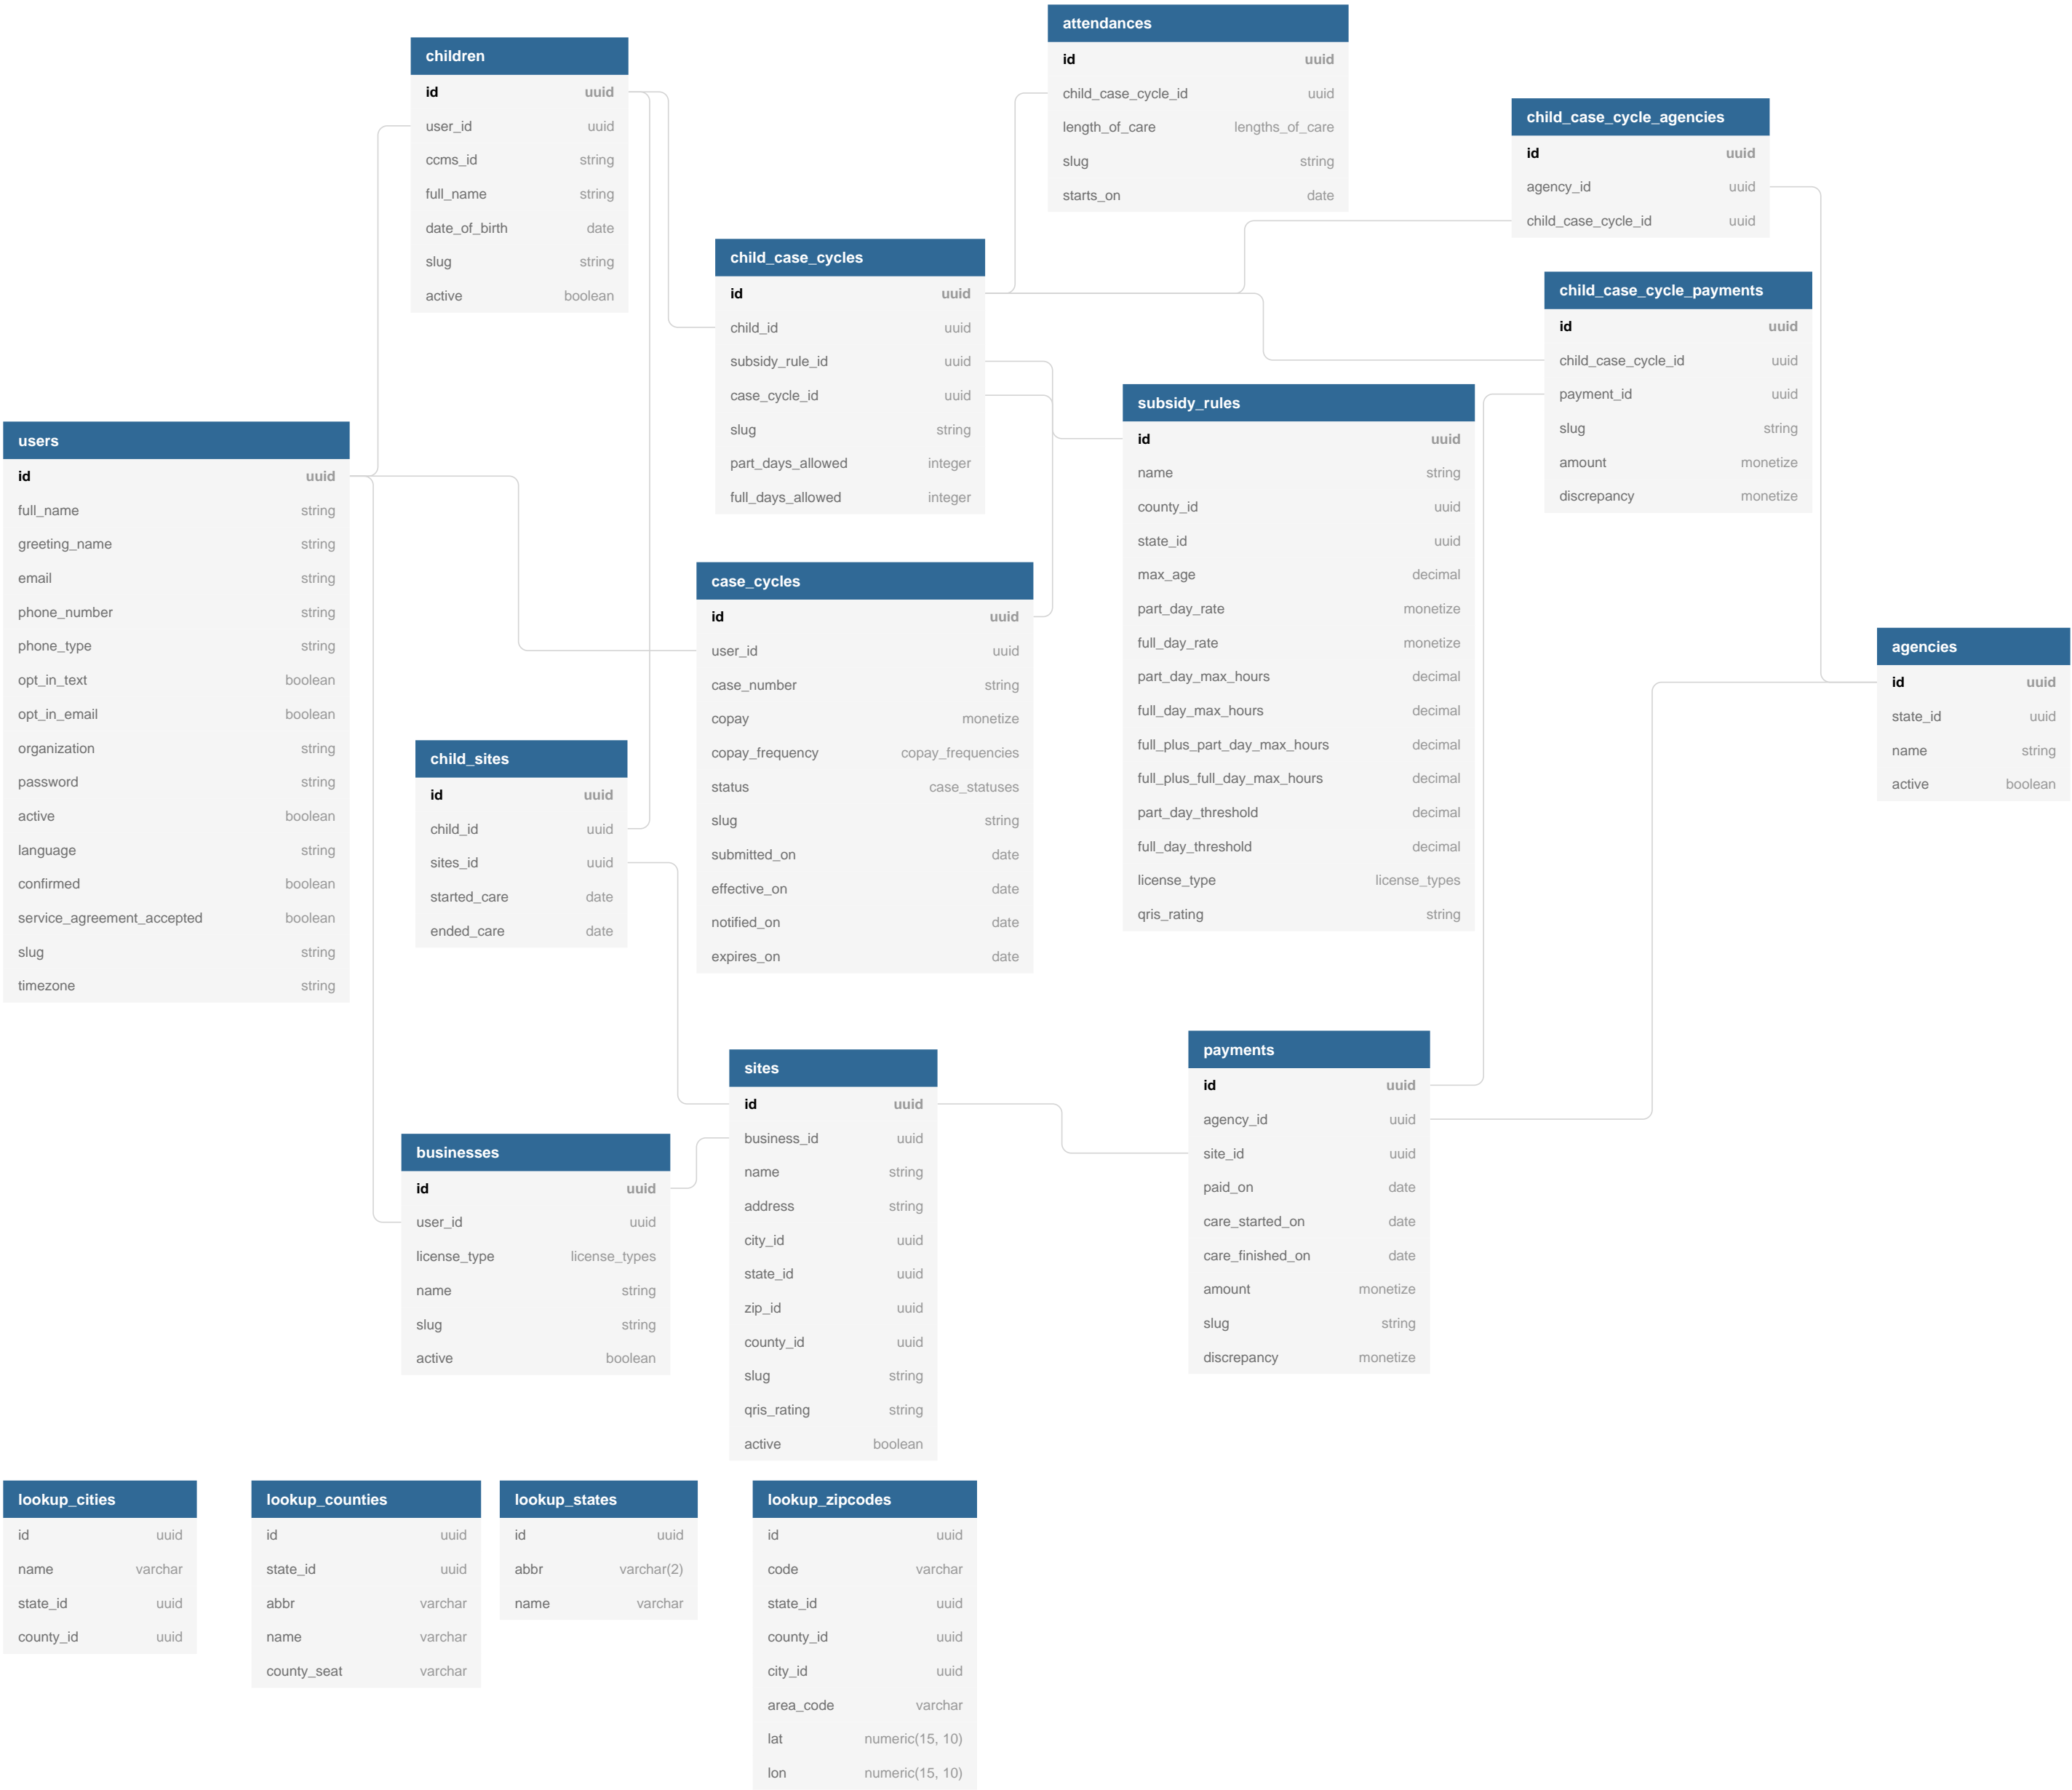 attendances
id uuid
child_case_cycle_id uuid
length_of_care lengths_of_care
slug string
starts_on date
children
id uuid
user_id uuid
ccms_id string
full_name string
date_of_birth date
slug string
active boolean
child_case_cycle_agencies
id uuid
agency_id uuid
child_case_cycle_id uuid
child_case_cycles
id uuid
child_id uuid
subsidy_rule_id uuid
case_cycle_id uuid
slug string
part_days_allowed integer
full_days_allowed integer
child_case_cycle_payments
id uuid
child_case_cycle_id uuid
payment_id uuid
slug string
amount monetize
discrepancy monetize
subsidy_rules
id uuid
name string
county_id uuid
state_id uuid
max_age decimal
part_day_rate monetize
full_day_rate monetize
part_day_max_hours decimal
full_day_max_hours decimal
full_plus_part_day_max_hours decimal
full_plus_full_day_max_hours decimal
part_day_threshold decimal
full_day_threshold decimal
license_type license_types
qris_rating string
users
id uuid
full_name string
greeting_name string
email string
phone_number string
phone_type string
opt_in_text boolean
opt_in_email boolean
organization string
password string
active boolean
language string
confirmed boolean
service_agreement_accepted boolean
slug string
timezone string
case_cycles
id uuid
user_id uuid
case_number string
copay monetize
copay_frequency copay_frequencies
status case_statuses
slug string
submitted_on date
effective_on date
notified_on date
expires_on date
agencies
id uuid
state_id uuid
name string
active boolean
child_sites
id uuid
child_id uuid
sites_id uuid
started_care date
ended_care date
payments
id uuid
agency_id uuid
site_id uuid
paid_on date
care_started_on date
care_finished_on date
amount monetize
slug string
discrepancy monetize
sites
id uuid
business_id uuid
name string
address string
city_id uuid
state_id uuid
zip_id uuid
county_id uuid
slug string
qris_rating string
active boolean
businesses
id uuid
user_id uuid
license_type license_types
name string
slug string
active boolean
lookup_cities
id uuid
name varchar
state_id uuid
county_id uuid
lookup_counties
id uuid
state_id uuid
abbr varchar
name varchar
county_seat varchar
lookup_states
id uuid
abbr varchar(2)
name varchar
lookup_zipcodes
id uuid
code varchar
state_id uuid
county_id uuid
city_id uuid
area_code varchar
lat numeric(15, 10)
lon numeric(15, 10)